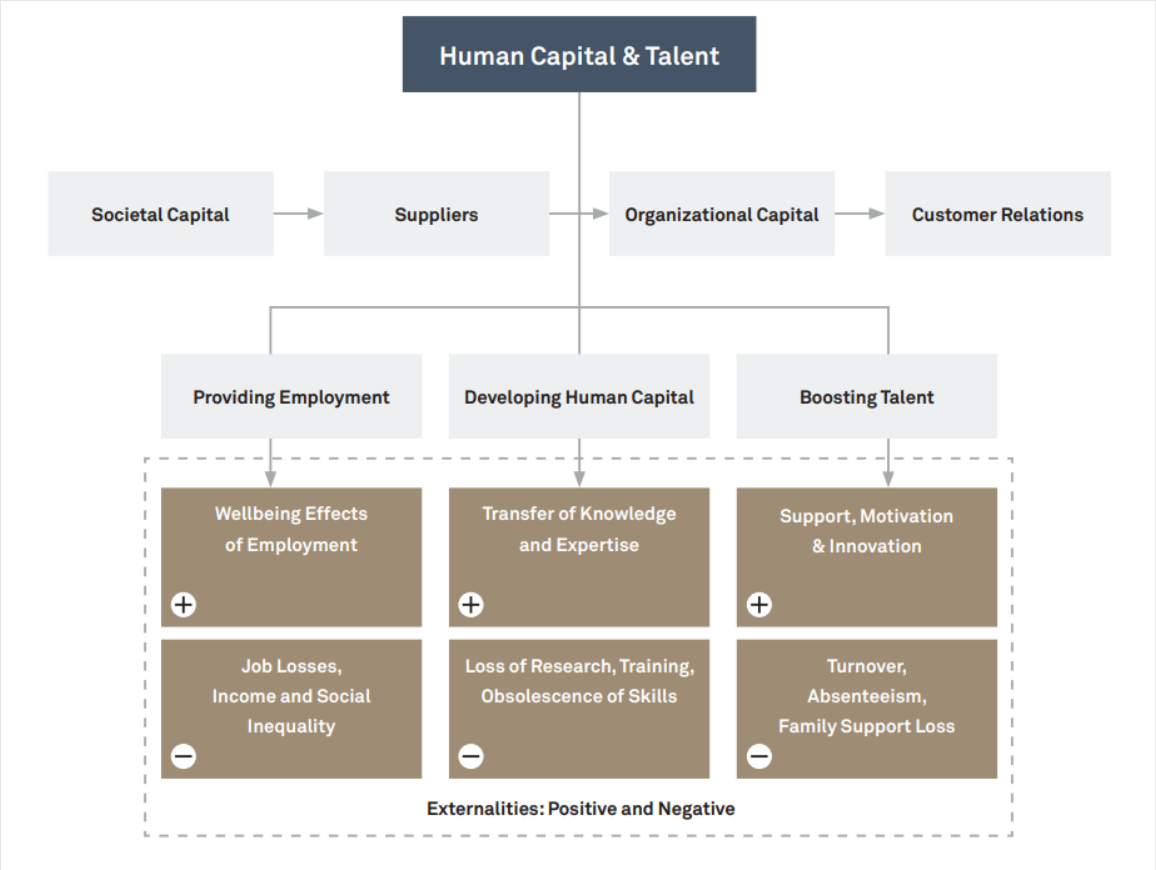 Human Capital & Talent
Societal Capital
Suppliers
Organizational Capital
Customer Relations
Providing Employment
Developing Human Capital
Boosting Talent
Wellbeing Effects
of Employment
+
Transfer of Knowledge
and Expertise
+
Support, Motivation
& Innovation
+
Job Losses,
Income and Social
Inequality
−
Loss of Research, Training,
Obsolescence of Skills
−
Turnover,
Absenteeism,
Family Support Loss
−
Externalities: Positive and Negative